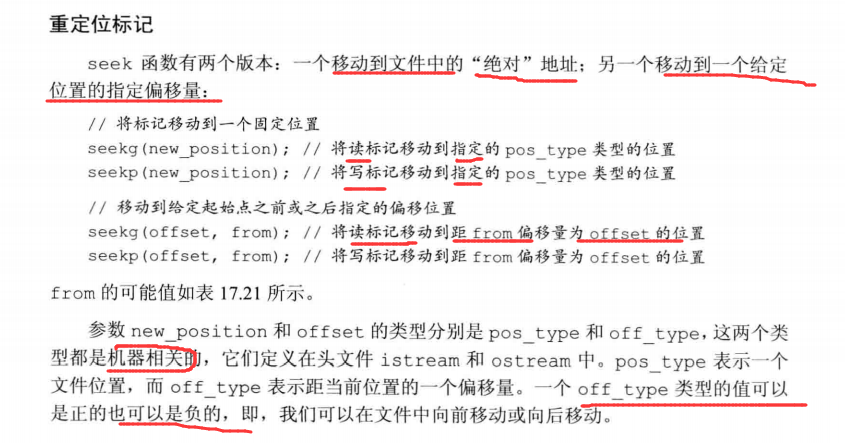 重定位标记
seek 函数有两个版本：一个移动到文件中的“绝对”地址；另一个移动到一个给定
位置的指定偏移量：
// 将标记移动到一个固定位置
seekg(new_position); // 将读标记移动到指定的 pos_type 类型的位置
seekp(new_position); // 将写标记移动到指定的 pos_type 类型的位置
// 移动到给定起始点之前或之后指定的偏移位置
seekg(offset, from); // 将读标记移动到距 from 偏移量为 offset 的位置
seekp(offset, from); // 将写标记移动到距 from 偏移量为 offset 的位置
from 的可能值如表 17.21 所示。
参数 new_position 和 offset 的类型分别是 pos_type 和 off_type，这两个类
型都是机器相关的，它们定义在头文件 istream 和 ostream 中。pos_type 表示一个
文件位置，而 off_type 表示距当前位置的一个偏移量。一个 off_type 类型的值可以
是正的也可以是负的，即，我们可以在文件中向前移动或向后移动。